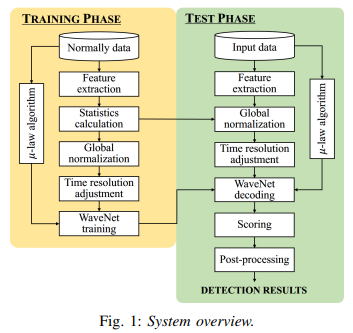 TRAINING PHASE
Normally data
Feature
extraction
Statistics
calculation
Global
normalization
Time resolution
adjustment
WaveNet
training
μ-law algorithm
TEST PHASE
Input data
Feature
extraction
Global
normalization
Time resolution
adjustment
WaveNet
decoding
Scoring
Post-processing
DETECTION RESULTS
μ-law algorithm
Fig. 1: System overview.